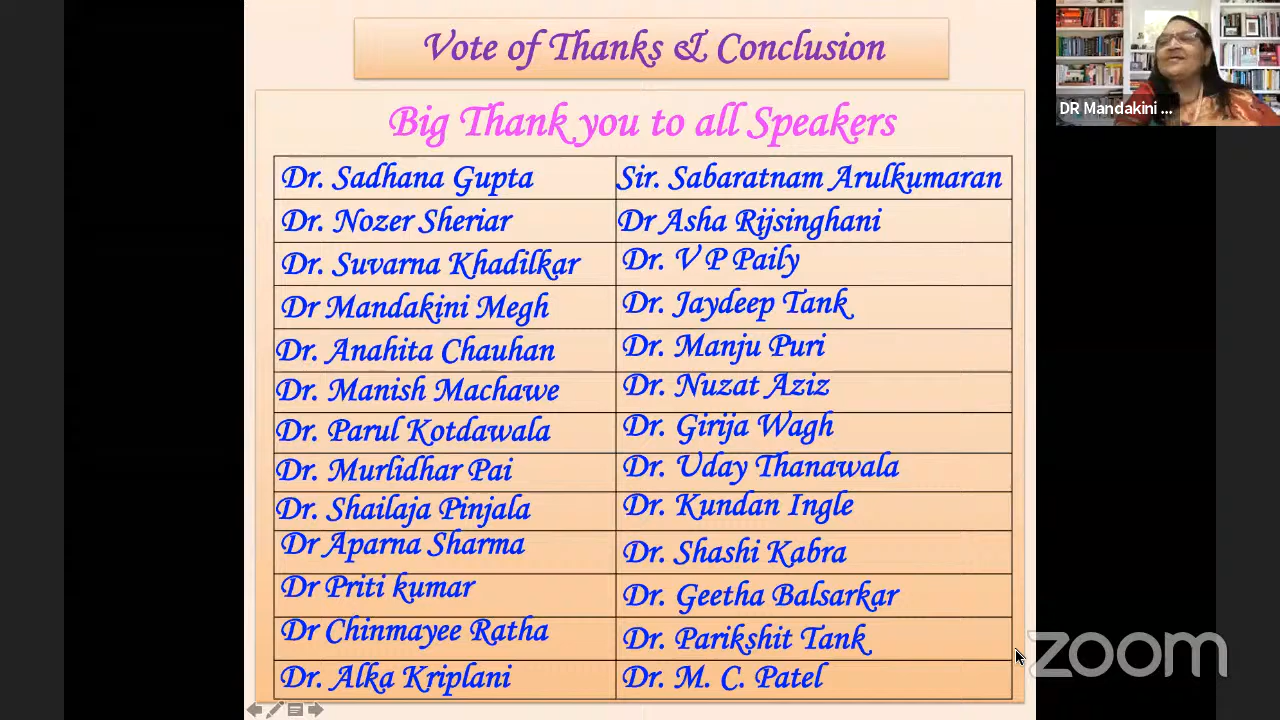 Vote of Thanks & Conclusion
Big Thank you to all Speakers
Dr. Sadhana Gupta
Sir. Sabaratnam Arulkumaran
Dr. Nozer Sheriar
Dr Asha Rijsinghani
Dr. Suvarna Khadilkar
Dr. V P Paily
Dr Mandakini Megh
Dr. Jaydeep Tank
Dr. Anahita Chauhan
Dr. Manju Puri
Dr. Manish Machawe
Dr. Nuzat Aziz
Dr. Parul Kotdawala
Dr. Girija Wagh
Dr. Murlidhar Pai
Dr. Uday Thanawala
Dr. Shailaja Pinjala
Dr. Kundan Ingle
Dr Aparna Sharma
Dr. Shashi Kabra
Dr Priti kumar
Dr. Geetha Balsarkar
Dr Chinmayee Ratha
Dr. Parikshit Tank
Dr. Alka Kriplani
Dr. M. C. Patel
DR Mandakini ...
zoom